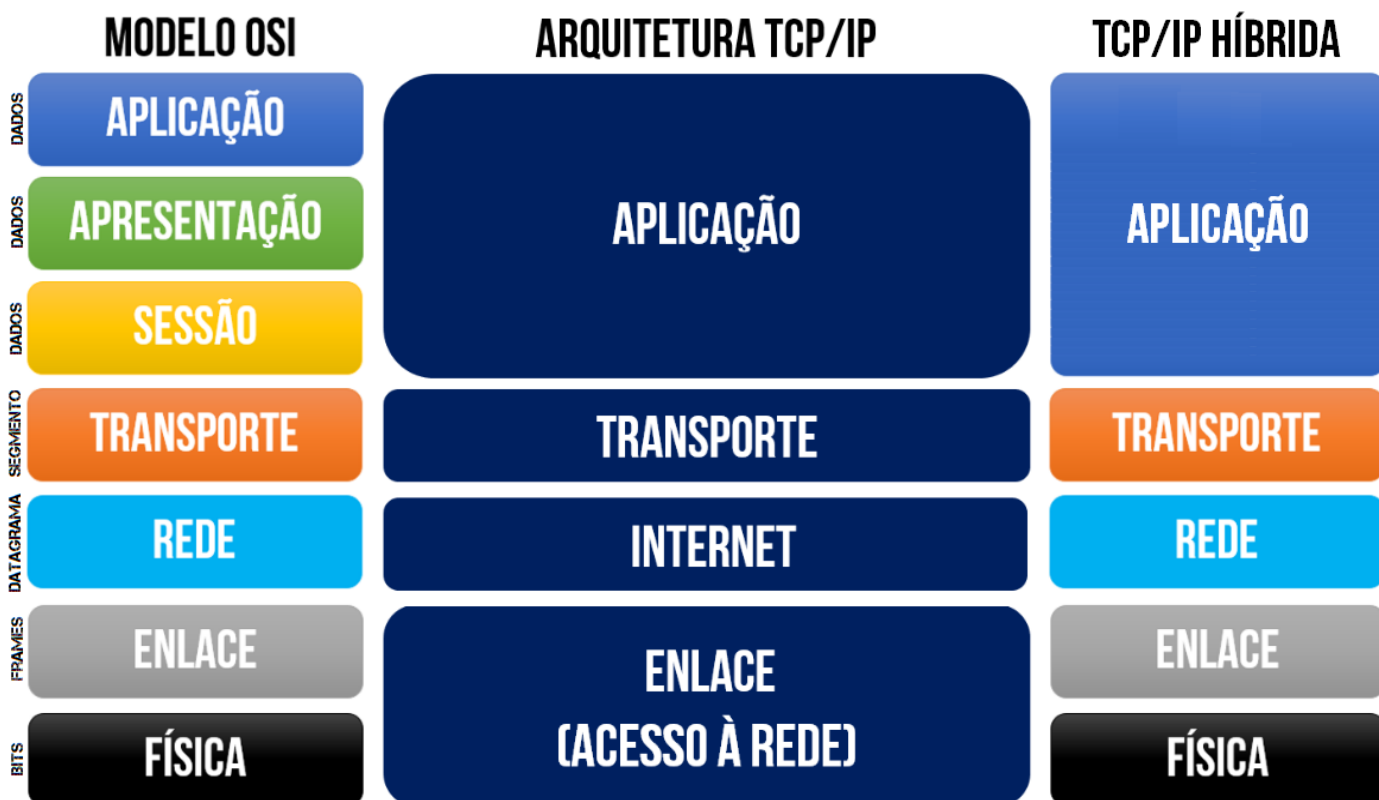 MODELO OSI
DADOS
APLICAÇÃO
DADOS
APRESENTAÇÃO
DADOS
SESSÃO
SEGMENTO
TRANSPORTE
DATAGRAMA
REDE
FRAMES
ENLACE
BITS
FÍSICA
ARQUITETURA TCP/IP
APLICAÇÃO
TRANSPORTE
INTERNET
ENLACE
(ACESSO À REDE)
TCP/IP HÍBRIDA
APLICAÇÃO
TRANSPORTE
REDE
ENLACE
FÍSICA